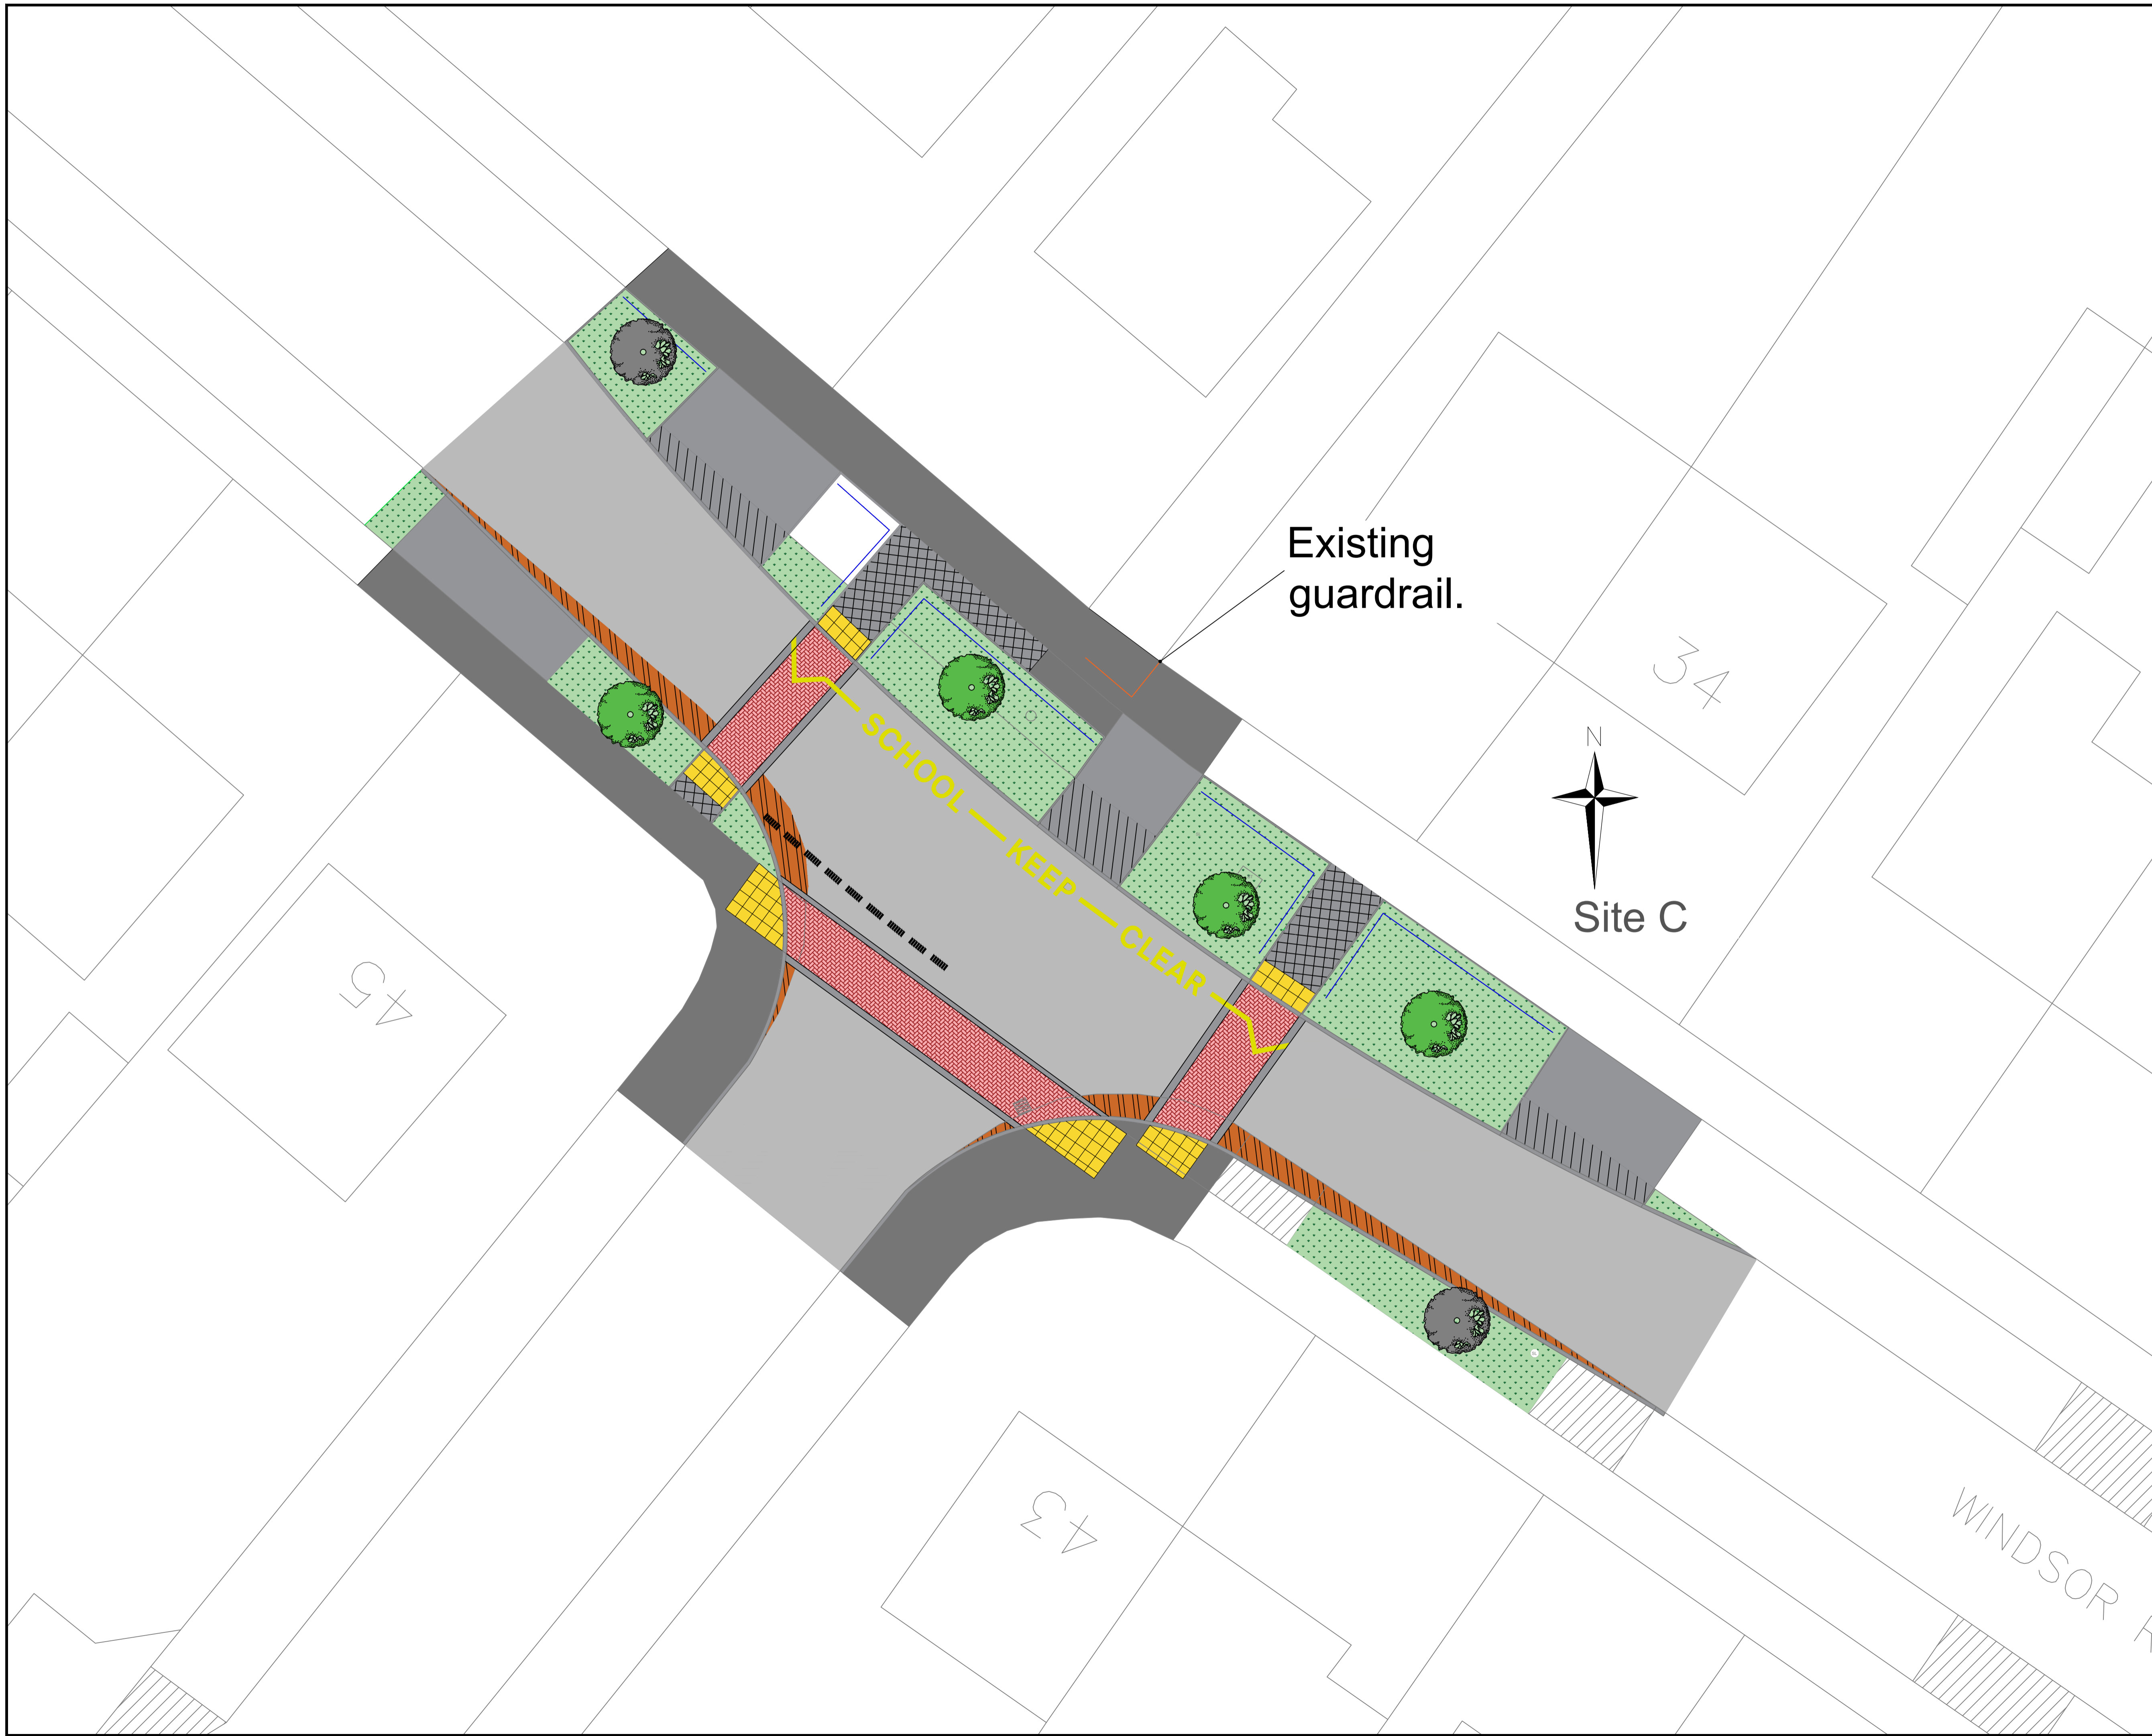 Existing
guardrail.
34
N
Site C
SCHOOL KEEP CLEAR
45
43
WINDSOR